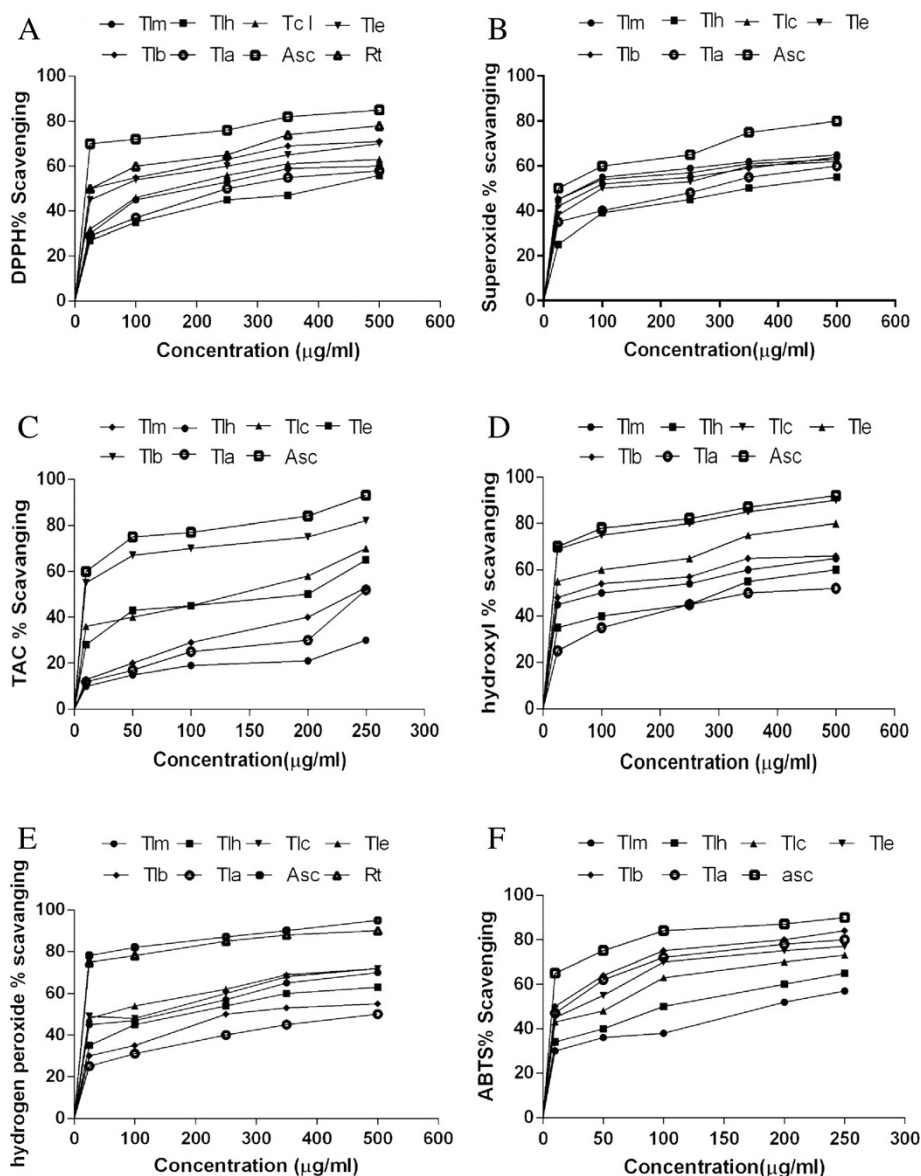 A
Tlm Tlh Tc l Tle
Tlb Tla Asc Rt
DPPH% Scavenging
100
80
60
40
20
0
0 100 200 300 400 500 600
Concentration (μg/ml)
B
Tlm Tlh Tlc Tle
Tlb Tla Asc
Superoxide % scavanging
100
80
60
40
20
0
0 100 200 300 400 500 600
Concentration(μg/ml)
C
Tlm Tlh Tlc Tle
Tlb Tla Asc
TAC % Scavanging
100
80
60
40
20
0
0 50 100 150 200 250 300
Concentration(μg/ml)
D
Tlm Tlh Tlc Tle
Tlb Tla Asc
hydroxyl % scavanging
100
80
60
40
20
0
0 100 200 300 400 500 600
Concentration (μg/ml)
E
Tlm Tlh Tlc Tle
Tlb Tla Asc Rt
hydrogen peroxide % scavanging
100
80
60
40
20
0
0 100 200 300 400 500 600
Concentration (μg/ml)
F
Tlm Tlh Tlc Tle
Tlb Tla asc
ABTS% Scavenging
100
80
60
40
20
0
0 50 100 150 200 250 300
Concentration(μg/ml)